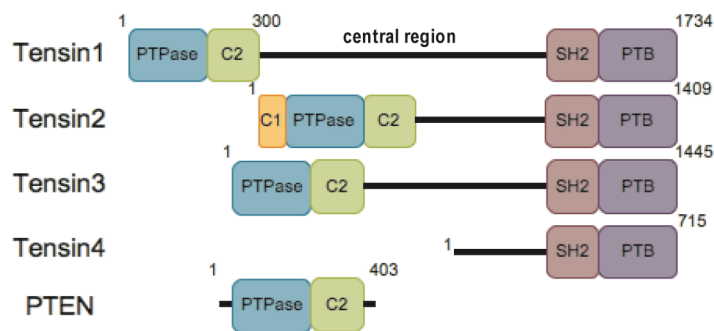 1 300 central region 1734
Tensin1 PTPase C2 SH2 PTB
1 1409
Tensin2 C1 PTPase C2 SH2 PTB
1 1445
Tensin3 PTPase C2 SH2 PTB
715
Tensin4 1 SH2 PTB
1 403
PTEN PTPase C2